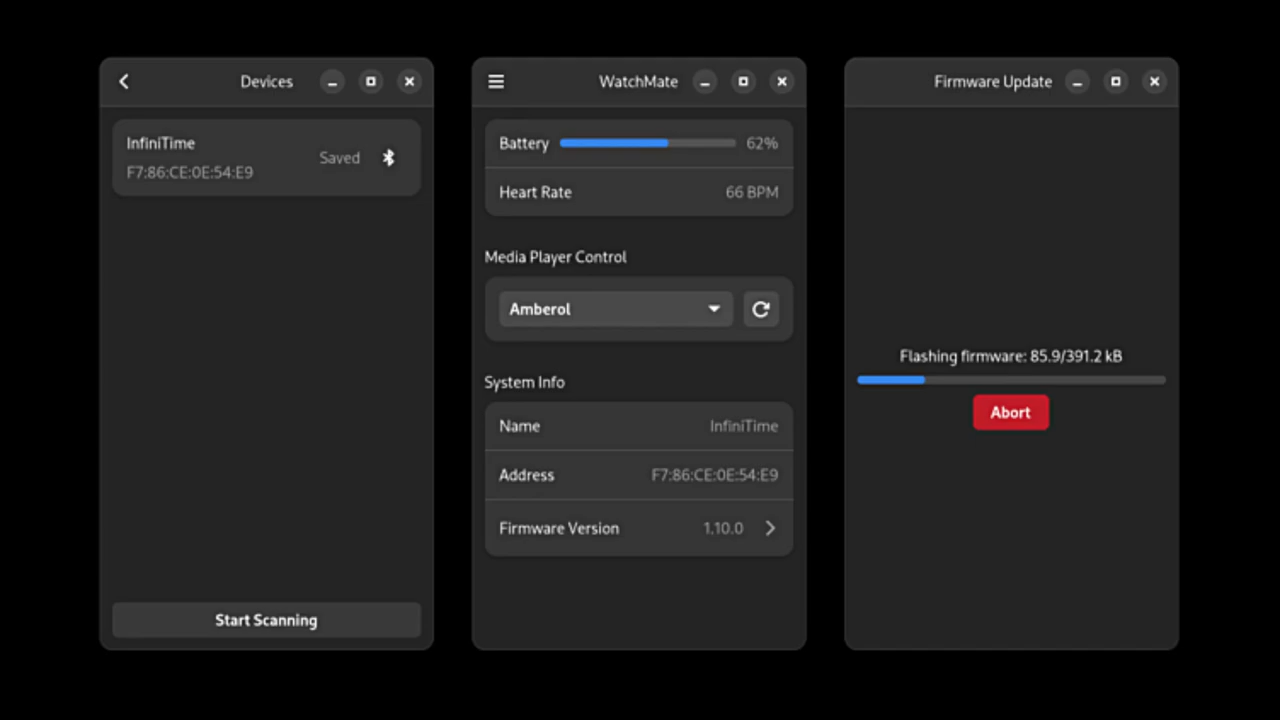 Devices
InfiniTime
F7:86:CE:0E:54:E9
Saved
Start Scanning
WatchMate
Battery 62%
Heart Rate 66 BPM
Media Player Control
Amberol
System Info
Name InfiniTime
Address F7:86:CE:0E:54:E9
Firmware Version 1.10.0
Firmware Update
Flashing firmware: 85.9/391.2 kB
Abort